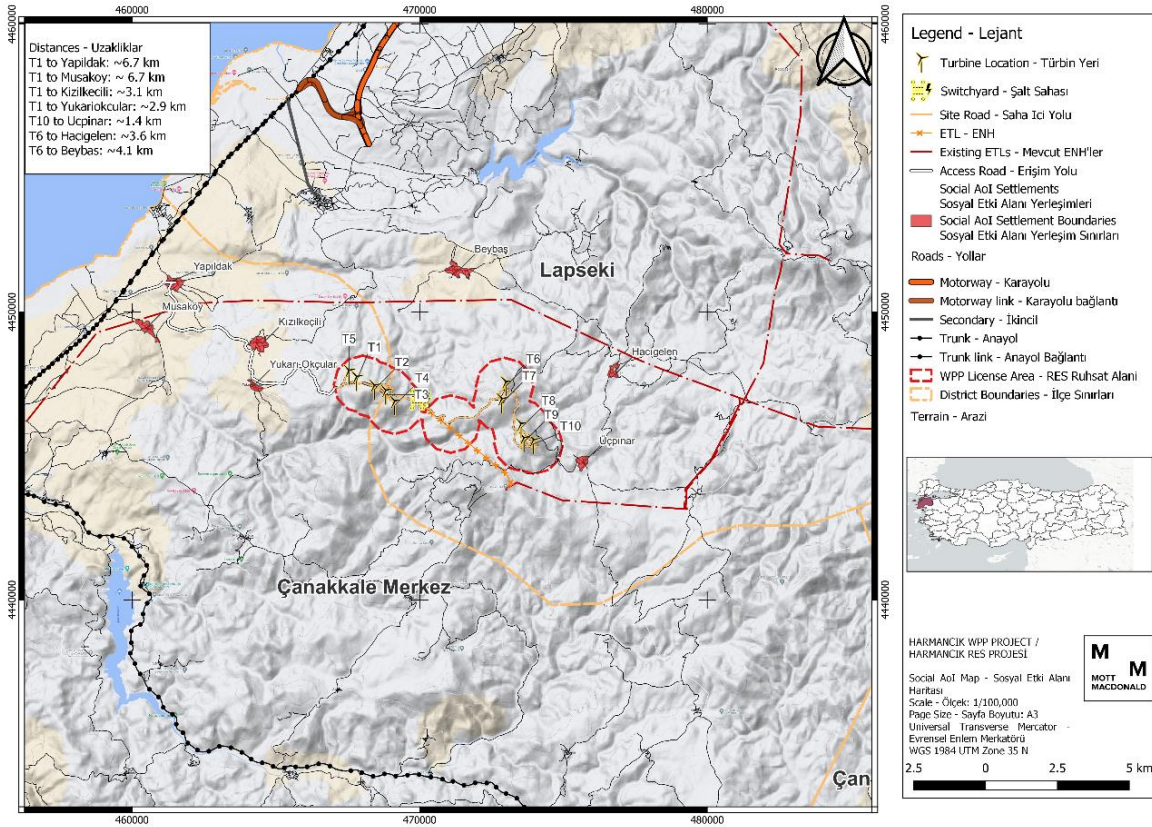 460000
470000
480000
4460000
4460000
Distances - Uzakliklar
T1 to Yapildak: ~6.7 km
T1 to Musakoy: ~ 6.7 km
T1 to Kizilkecili: ~3.1 km
T1 to Yukariokcular: ~2.9 km
T10 to Ucpinar: ~1.4 km
T6 to Hacigelen: ~3.6 km
T6 to Beybas: ~4.1 km
Beybaş
Lapseki
Yapıldak
Musaköy
Kızılkeçili
Yukarı-Okçular
Hacıgelen
Üçpınar
T5
T1
T2
T4
T3
T6
T7
T8
T9
T10
4450000
4450000
Çanakkale Merkez
4440000
4440000
Çan
460000
470000
480000
Legend - Lejant
Turbine Location - Türbin Yeri
Switchyard - Şalt Sahası
Site Road - Saha Ici Yolu
ETL - ENH
Existing ETLs - Mevcut ENH'ler
Access Road - Erişim Yolu
Social AoI Settlements
Sosyal Etki Alanı Yerleşimleri
Social AoI Settlement Boundaries
Sosyal Etki Alanı Yerleşim Sınırları
Roads - Yollar
Motorway - Karayolu
Motorway link - Karayolu bağlantı
Secondary - İkincil
Trunk - Anayol
Trunk link - Anayol Bağlantı
WPP License Area - RES Ruhsat Alani
District Boundaries - İlçe Sınırları
Terrain - Arazi
HARMANCIK WPP PROJECT /
HARMANCIK RES PROJESİ
Social AoI Map - Sosyal Etki Alanı
Haritası
Scale - Ölçek: 1/100,000
Page Size - Sayfa Boyutu: A3
Universal Transverse Mercator -
Evrensel Enlem Merkatörü
WGS 1984 UTM Zone 35 N
M
M
MOTT
MACDONALD
2.5 0 2.5 5 km